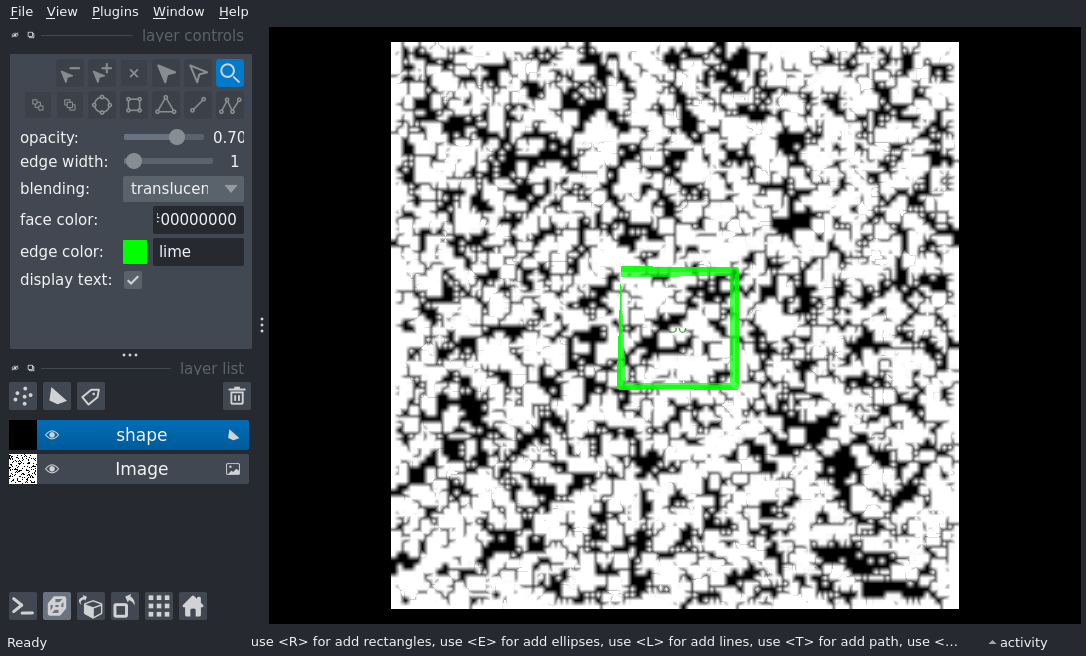 File View Plugins Window Help
layer controls
opacity: 0.70
edge width: 1
blending: translucen
face color: 00000000
edge color: lime
display text:
layer list
shape
Image
Ready use <R> for add rectangles, use <E> for add ellipses, use <L> for add lines, use <T> for add path, use <... activity